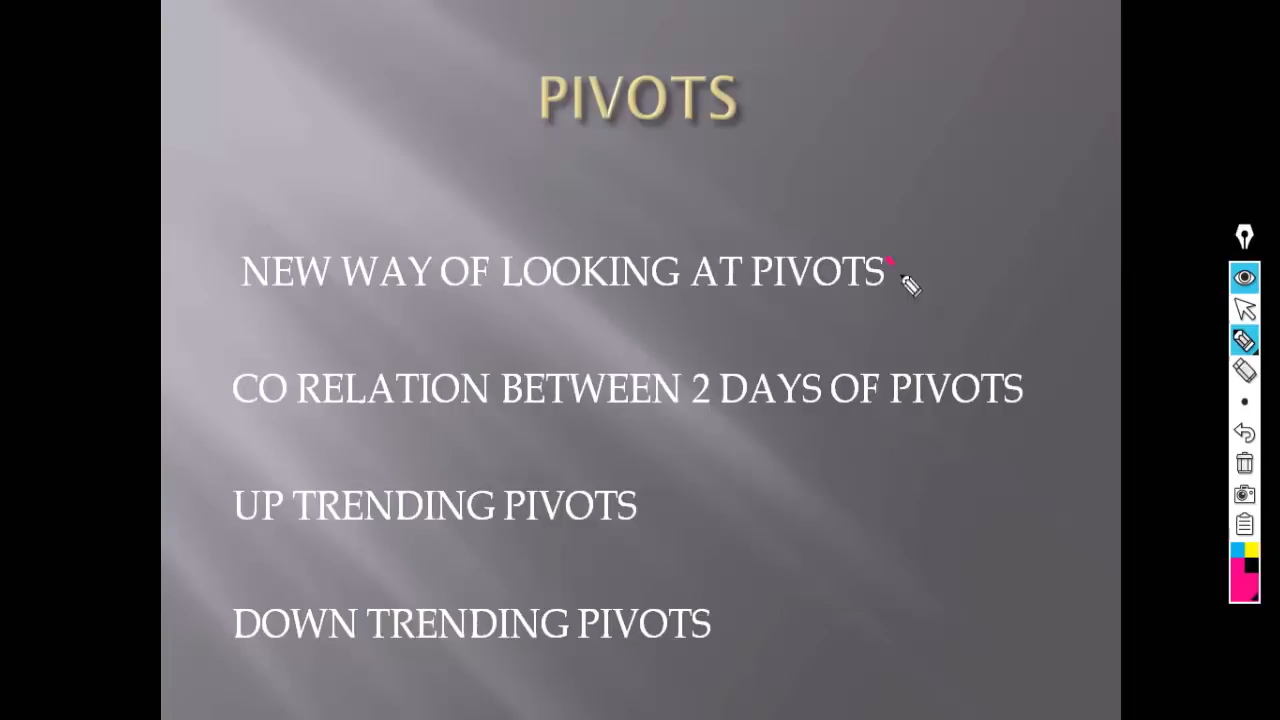 PIVOTS
NEW WAY OF LOOKING AT PIVOTS
CO RELATION BETWEEN 2 DAYS OF PIVOTS
UP TRENDING PIVOTS
DOWN TRENDING PIVOTS